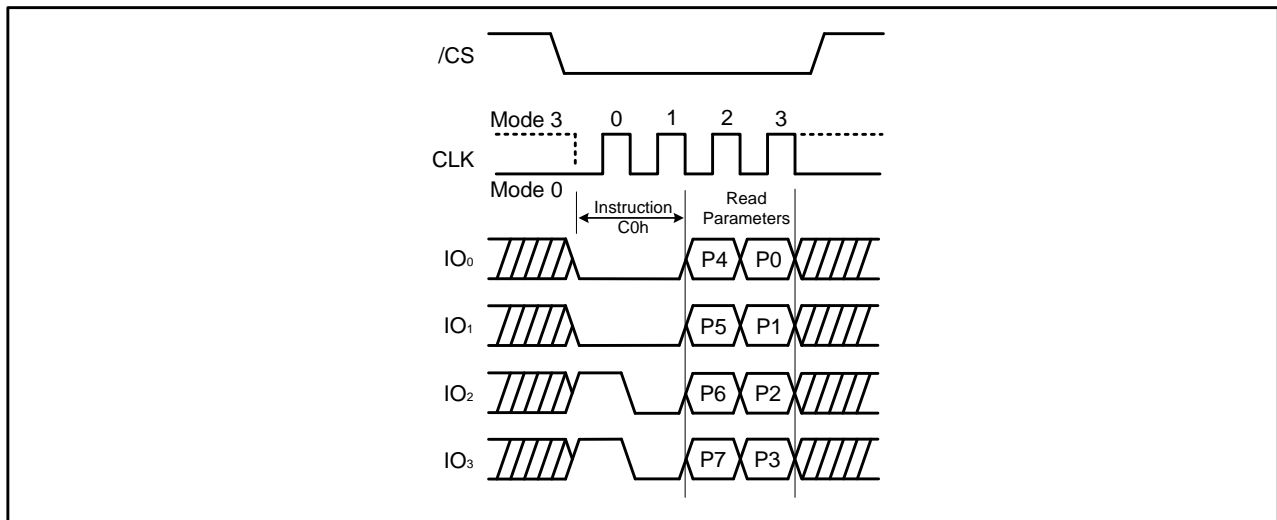 /CS
Mode 3 0 1 2 3
CLK
Mode 0
Instruction
C0h
Read
Parameters
IO₀ P4 P0
IO₁ P5 P1
IO₂ P6 P2
IO₃ P7 P3